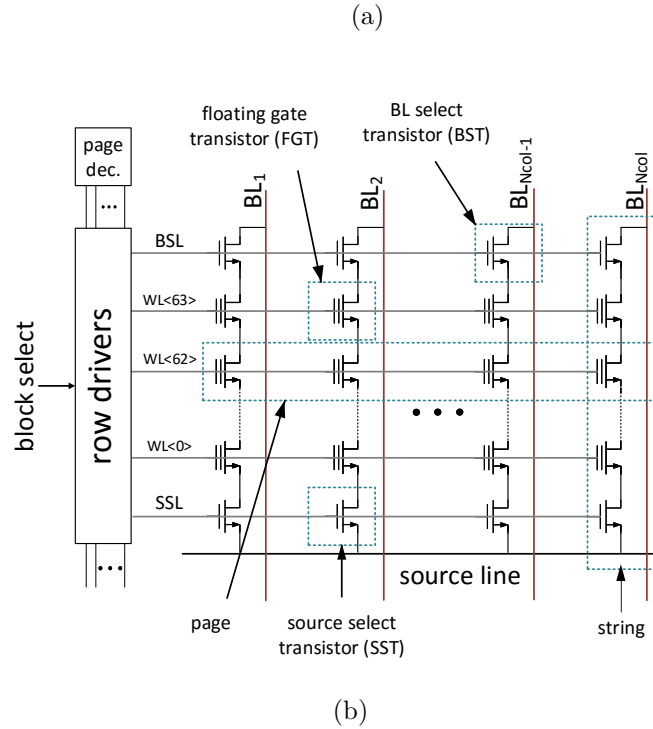 (a)
floating gate
transistor (FGT)
BL select
transistor (BST)
page
dec.
...
BL1
BL2
BLNcol-1
BLNcol
BSL
WL<63>
WL<62>
WL<0>
SSL
block select
row drivers
...
...
source line
page
source select
transistor (SST)
string
(b)